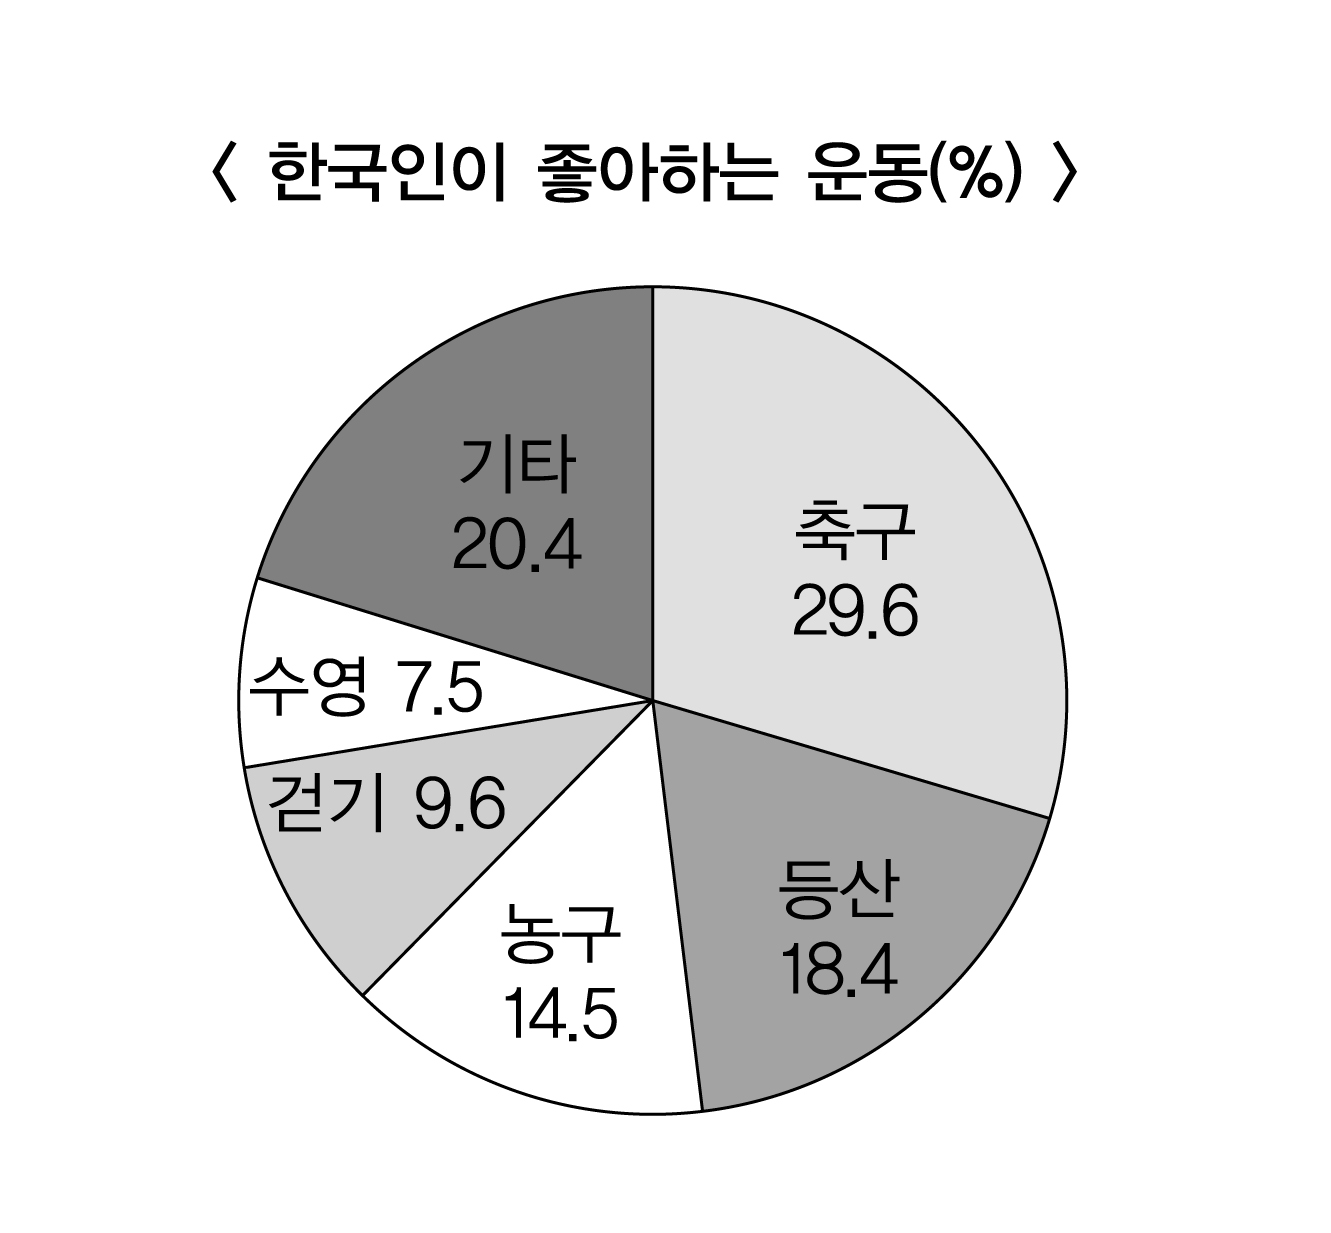 < 한국인이 좋아하는 운동(%) >
기타
20.4
축구
29.6
수영 7.5
걷기 9.6
등산
18.4
농구
14.5